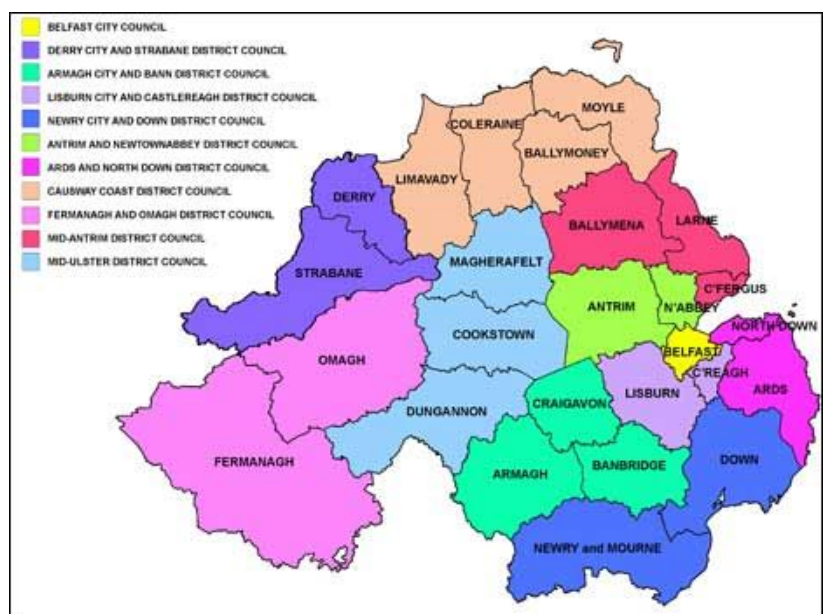 BELFAST CITY COUNCIL
DERRY CITY AND STRABANE DISTRICT COUNCIL
ARMAGH CITY AND BANN DISTRICT COUNCIL
LISBURN CITY AND CASTLEREAGH DISTRICT COUNCIL
NEWRY CITY AND DOWN DISTRICT COUNCIL
ANTRIM AND NEWTOWNABBEY DISTRICT COUNCIL
ARDS AND NORTH DOWN DISTRICT COUNCIL
CAUSWAY COAST DISTRICT COUNCIL
FERMANAGH AND OMAGH DISTRICT COUNCIL
MID-ANTRIM DISTRICT COUNCIL
MID-ULSTER DISTRICT COUNCIL
MOYLE
COLERAINE
BALLYMONEY
LIMAVADY
DERRY
LARNE
BALLYMENA
MAGHERAFELT
STRABANE
C'FERGUS
ANTRIM
N'ABBEY
NORTH DOWN
COOKSTOWN
BELFAST
OMAGH
C'REAGH
LISBURN
ARDS
CRAIGAVON
DUNGANNON
FERMANAGH
DOWN
BANBRIDGE
ARMAGH
NEWRY and MOURNE